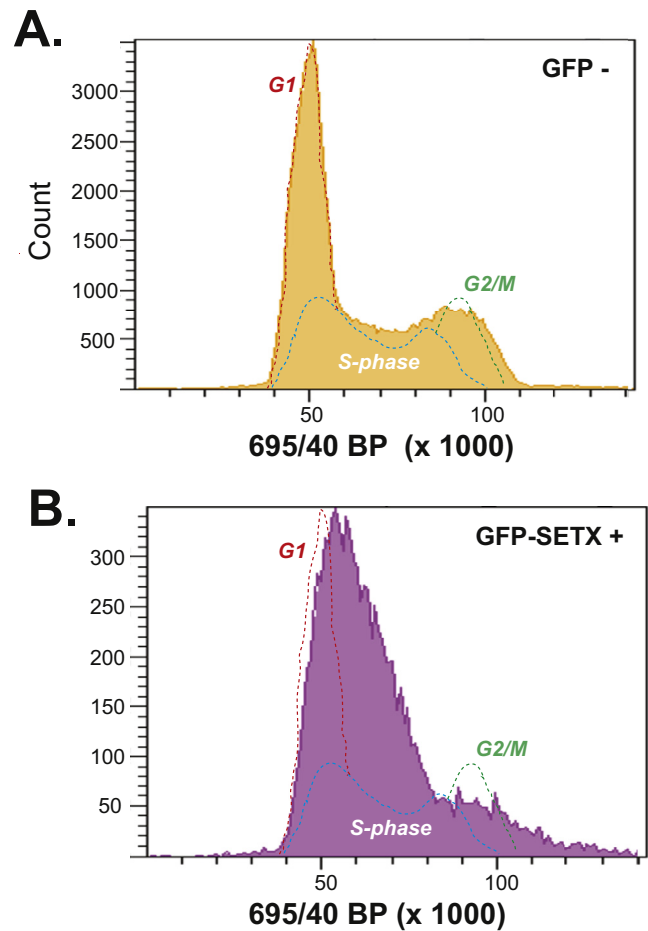 A.
GFP -
G1
3000
2500
2000
1500
1000
500
Count
G2/M
S-phase
50
100
695/40 BP (x 1000)
B.
GFP-SETX +
G1
300
250
200
150
100
50
G2/M
S-phase
50
100
695/40 BP (x 1000)